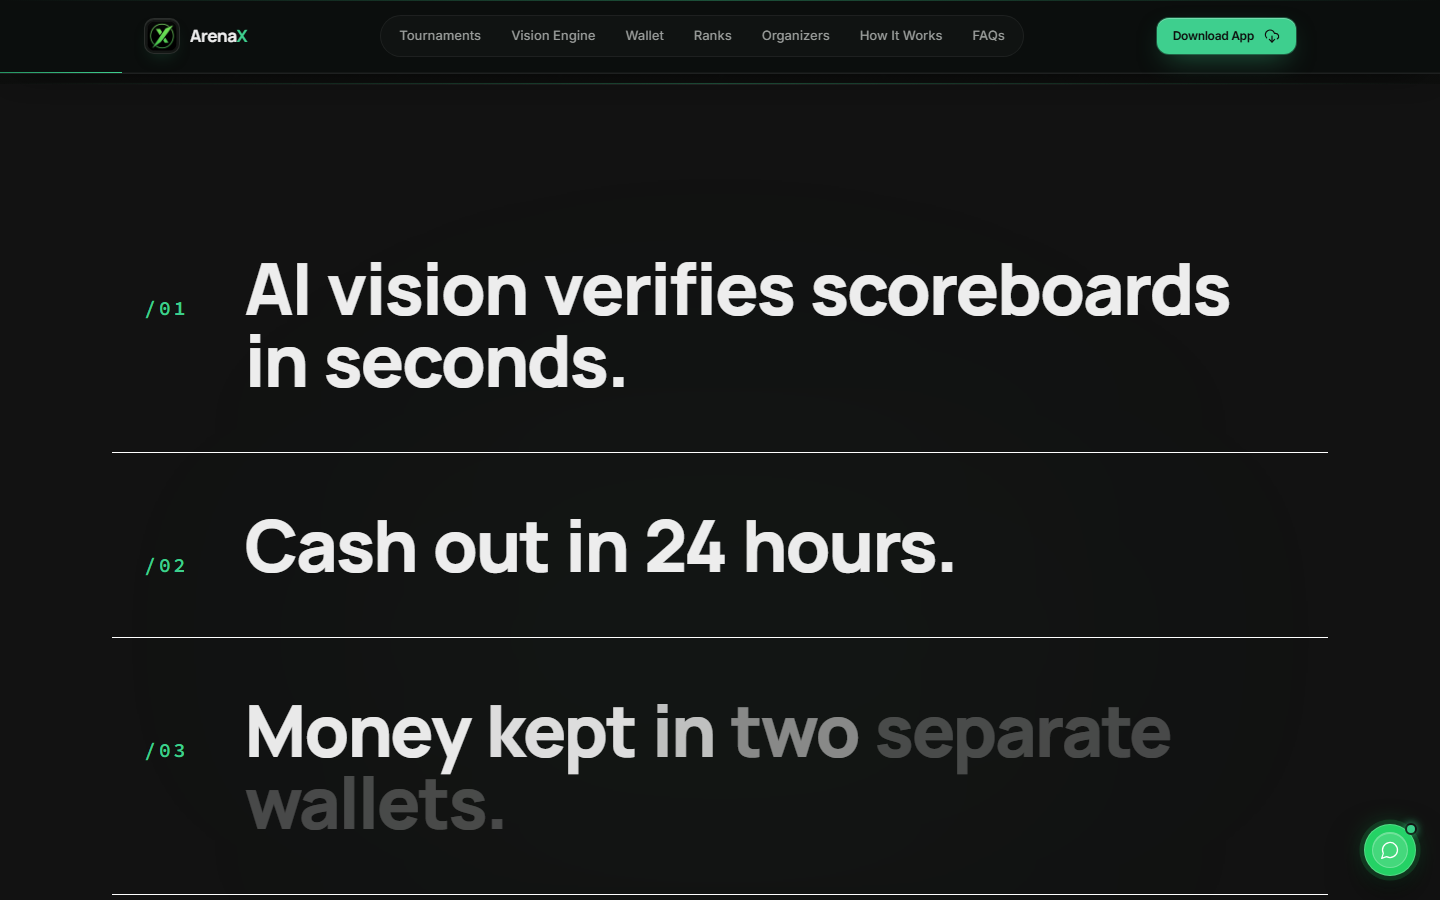 ArenaX
Tournaments
Vision Engine
Wallet
Ranks
Organizers
How It Works
FAQs
Download App
/01
AI vision verifies scoreboards
in seconds.
/02
Cash out in 24 hours.
/03
Money kept in two separate
wallets.